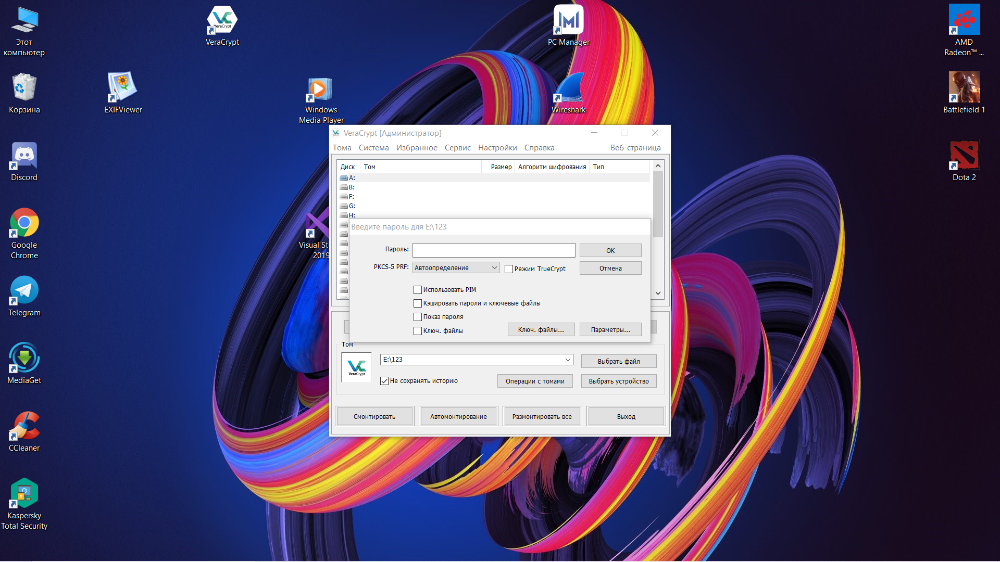 Этот
компьютер
VeraCrypt
VeraCrypt
PC Manager
AMD
Radeon™ ...
Корзина
EXIFViewer
Windows
Media Player
Wireshark
Battlefield 1
Discord
Dota 2
Google
Chrome
Visual Stu
2019
Telegram
MediaGet
CCleaner
Kaspersky
Total Security
VeraCrypt [Администратор]
Тома Система Избранное Сервис Настройки Справка Веб-страница
Диск Том Размер Алгоритм шифрования Тип
A:
B:
F:
G:
H:
Введите пароль для E:\123
Пароль: OK
PKCS-5 PRF: Автоопределение Режим TrueCrypt Отмена
Использовать PIM
Кэшировать пароли и ключевые файлы
Показ пароля
Ключ. файлы Ключ. файлы... Параметры...
Том
VeraCrypt
E:\123 Выбрать файл
Не сохранять историю Операции с томами Выбрать устройство
Смонтировать Автомонтирование Размонтировать все Выход